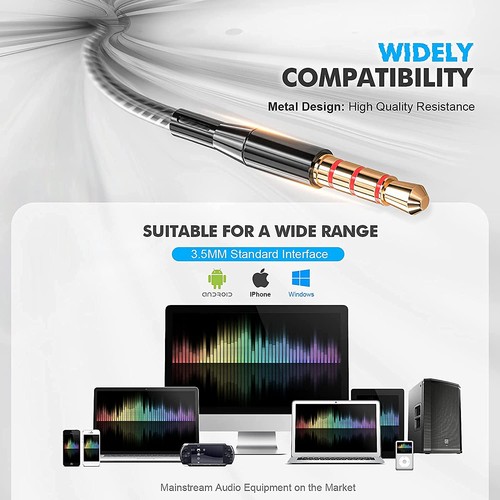 WIDELY
COMPATIBILITY
Metal Design: High Quality Resistance
SUITABLE FOR A WIDE RANGE
3.5MM Standard Interface
ANDROID
IPhone
Windows
Mainstream Audio Equipment on the Market